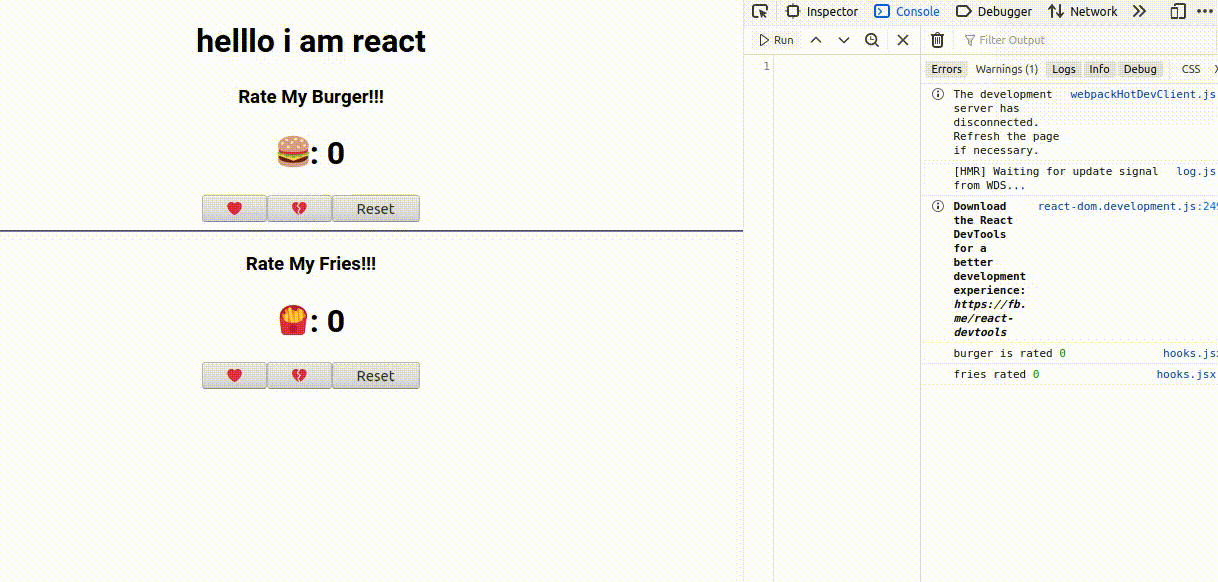 helllo i am react
Rate My Burger!!!
: 0
Reset
Rate My Fries!!!
: 0
Reset
Inspector Console Debugger Network
Run Filter Output
1
Errors Warnings (1) Logs Info Debug CSS
The development webpackHotDevClient.js
server has
disconnected.
Refresh the page
if necessary.
[HMR] Waiting for update signal log.js
from WDS...
Download react-dom.development.js:249
the React
DevTools
for a
better
development
experience:
https://fb.
me/react-
devtools
burger is rated 0 hooks.jsx
fries rated 0 hooks.jsx